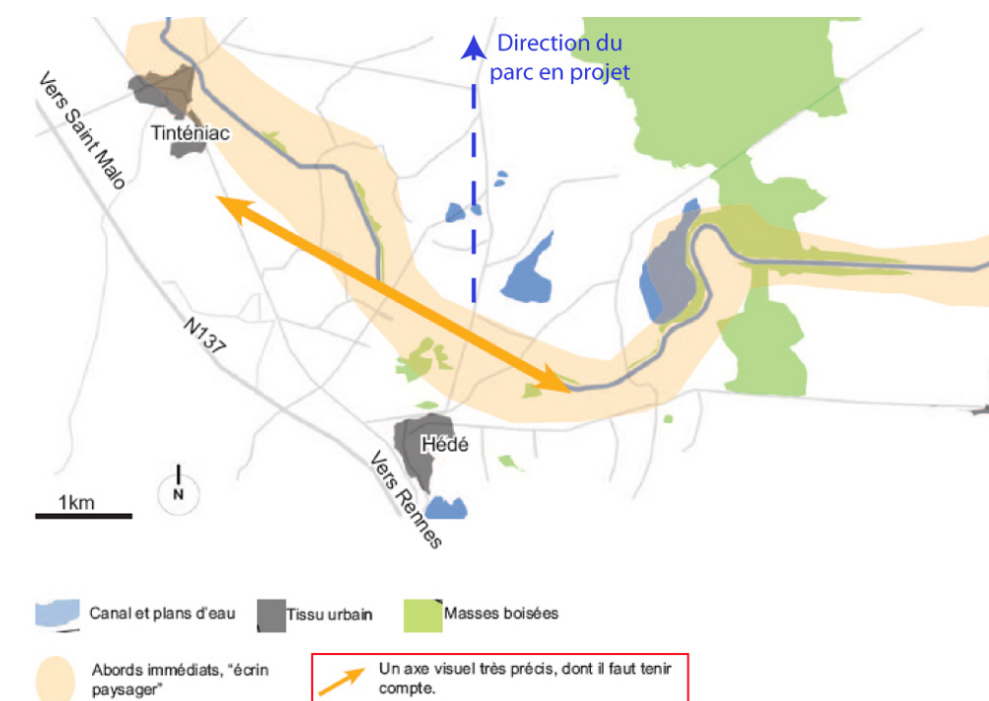 Direction du
parc en projet
Vers Saint Malo
Tinténiac
N137
Hédé
Vers Rennes
1km
N
Canal et plans d'eau
Tissu urbain
Masses boisées
Abords immédiats, "écrin
paysager"
Un axe visuel très précis, dont il faut tenir
compte.